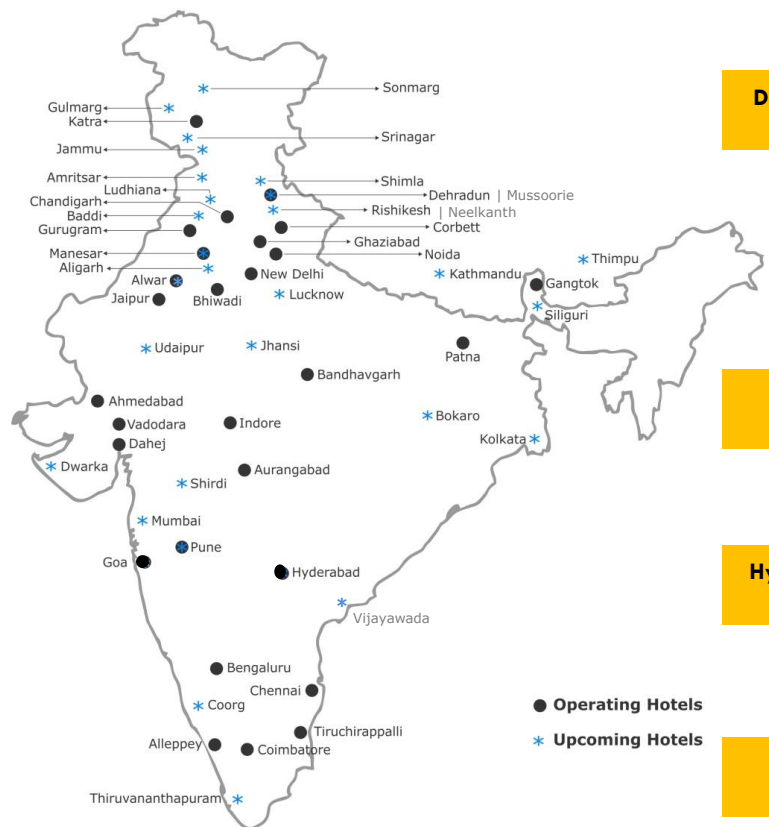 Sonmarg
D
Gulmarg
Katra
Srinagar
Jammu
Amritsar
Shimla
Ludhiana
Dehradun | Mussoorie
Chandigarh
Rishikesh | Neelkanth
Baddi
Corbett
Gurugram
Ghaziabad
Manesar
Noida
Thimpu
Aligarh
New Delhi
Kathmandu
Alwar
Gangtok
Jaipur
Bhiwadi
Lucknow
Siliguri
Udaipur
Jhansi
Patna
Bandhavgarh
Ahmedabad
Bokaro
Vadodara
Indore
Kolkata
Dahej
Dwarka
Aurangabad
Shirdi
Mumbai
Pune
Goa
Hyderabad
Hy
Vijayawada
Bengaluru
Chennai
Coorg
Operating Hotels
Tiruchirappalli
Alleppey
Coimbatore
Upcoming Hotels
Thiruvananthapuram